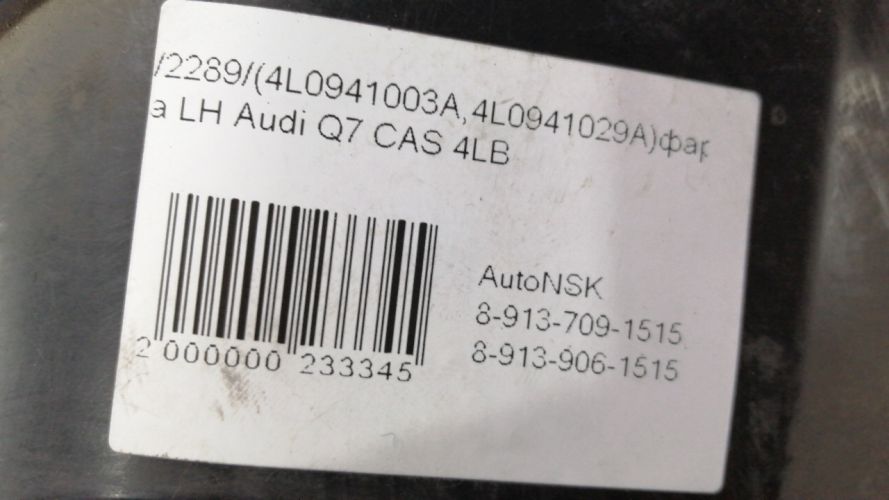 /2289/(4L0941003A,4L0941029A)фар
а LH Audi Q7 CAS 4LB
AutoNSK
8-913-709-1515
8-913-906-1515
2 000000 233345